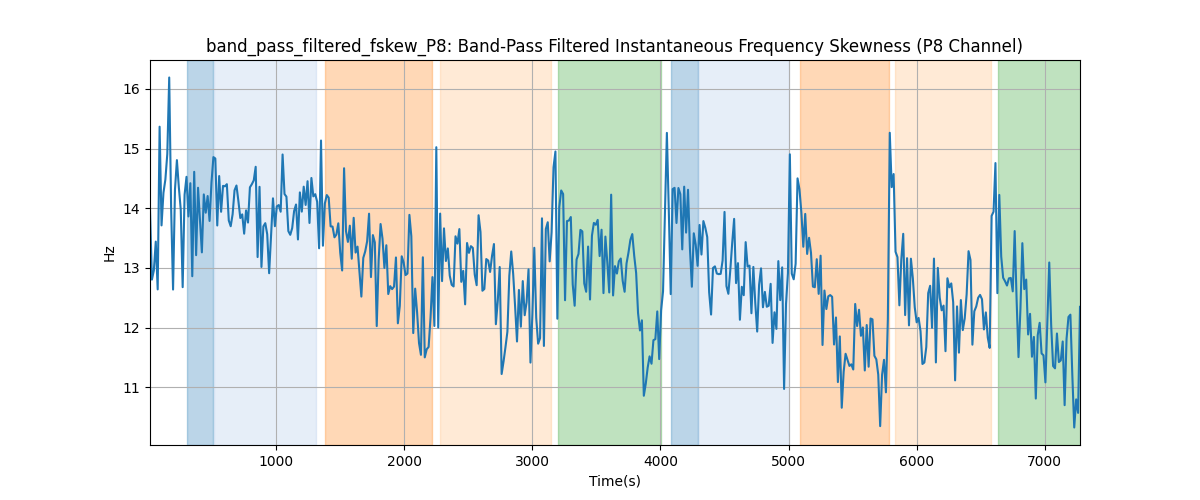 band_pass_filtered_fskew_P8: Band-Pass Filtered Instantaneous Frequency Skewness (P8 Channel)
16
15
14
13
12
11
Hz
1000 2000 3000 4000 5000 6000 7000
Time(s)